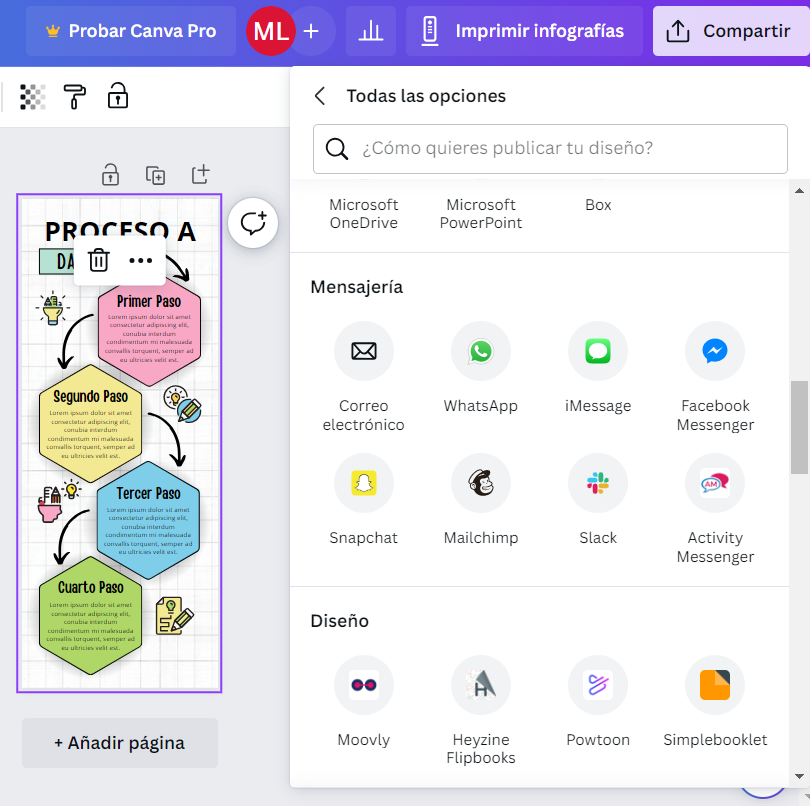 Probar Canva Pro
ML
+
Imprimir infografías
Compartir
Todas las opciones
¿Cómo quieres publicar tu diseño?
Microsoft
OneDrive
Microsoft
PowerPoint
Box
Mensajería
Correo
electrónico
WhatsApp
iMessage
Facebook
Messenger
Snapchat
Mailchimp
Slack
AM
Activity
Messenger
Diseño
Moovly
H
Heyzine
Flipbooks
Powtoon
Simplebooklet
PROCESO A
DA
Primer Paso
Lorem ipsum dolor sit amet
consectetur adipiscing elit,
conubia interdum
condimentum mi malesuada
convallis torquent, semper ad
eu ultricies velit est.
Segundo Paso
Lorem ipsum dolor sit amet
consectetur adipiscing elit,
conubia interdum
condimentum mi malesuada
convallis torquent, semper ad
eu ultricies velit est.
Tercer Paso
Lorem ipsum dolor sit amet
consectetur adipiscing elit,
conubia interdum
condimentum mi malesuada
convallis torquent, semper ad
eu ultricies velit est.
Cuarto Paso
Lorem ipsum dolor sit amet
consectetur adipiscing elit,
conubia interdum
condimentum mi malesuada
convallis torquent, semper ad
eu ultricies velit est.
+ Añadir página